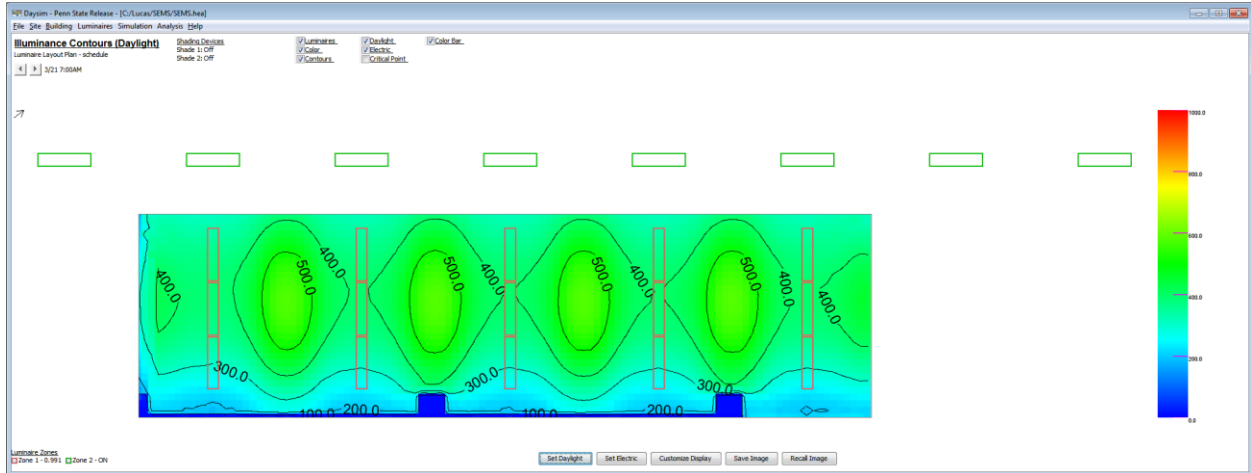 Daysim - Penn State Release - [C:/Lucas/SEMS/SEMS.hea]
File Site Building Luminaires Simulation Analysis Help
Illuminance Contours (Daylight)
Luminaire Layout Plan - schedule
3/21 7:00AM
Shading Devices
Shade 1: Off
Shade 2: Off
Luminaires Daylight Color Bar
Color Electric
Contours Critical Point
1000.0
800.0
600.0
400.0
200.0
0.0
400.0 500.0 400.0 500.0 400.0 500.0 400.0 500.0 400.0 400.0
300.0 300.0 300.0
100.0 200.0 100.0 200.0
Luminaire Zones
Zone 1 - 0.991 Zone 2 - ON
Set Daylight Set Electric Customize Display Save Image Recall Image